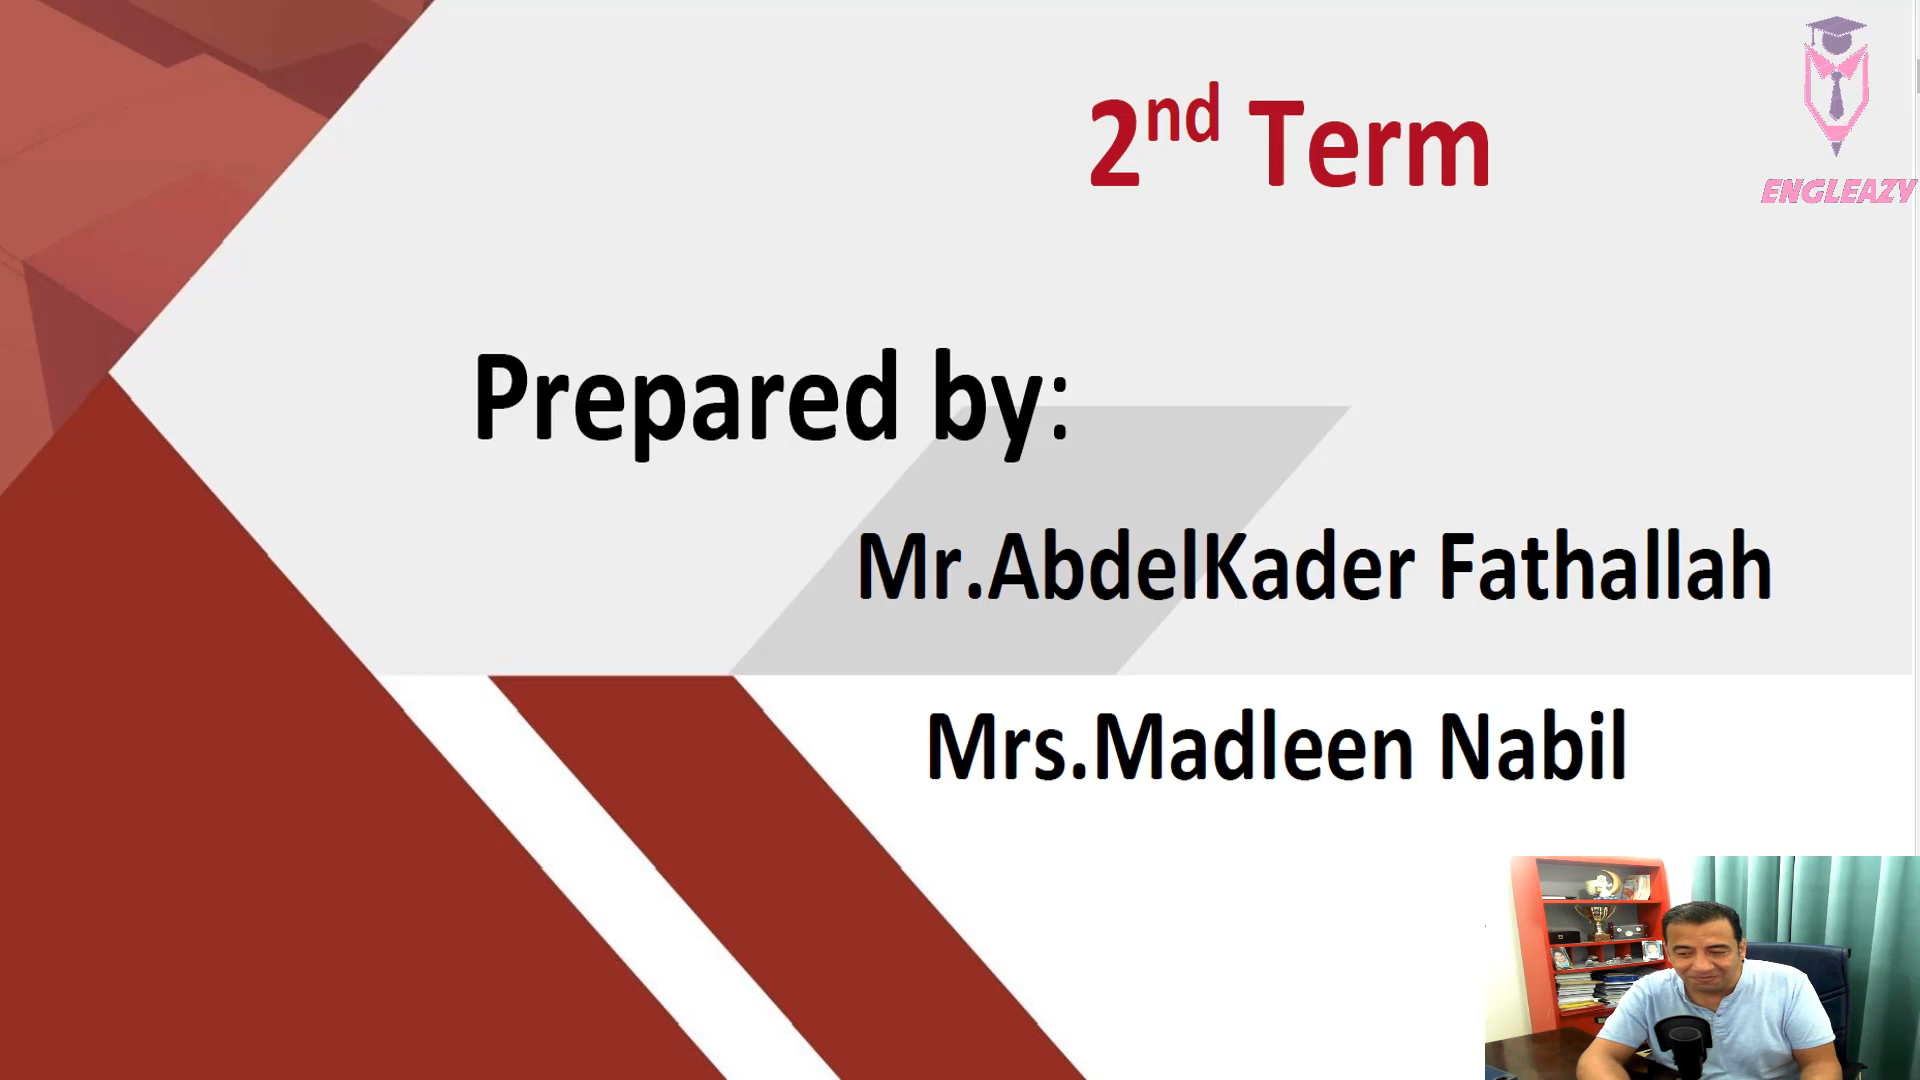 2nd Term
ENGLEAZY
Prepared by:
Mr.AbdelKader Fathallah
Mrs.Madleen Nabil